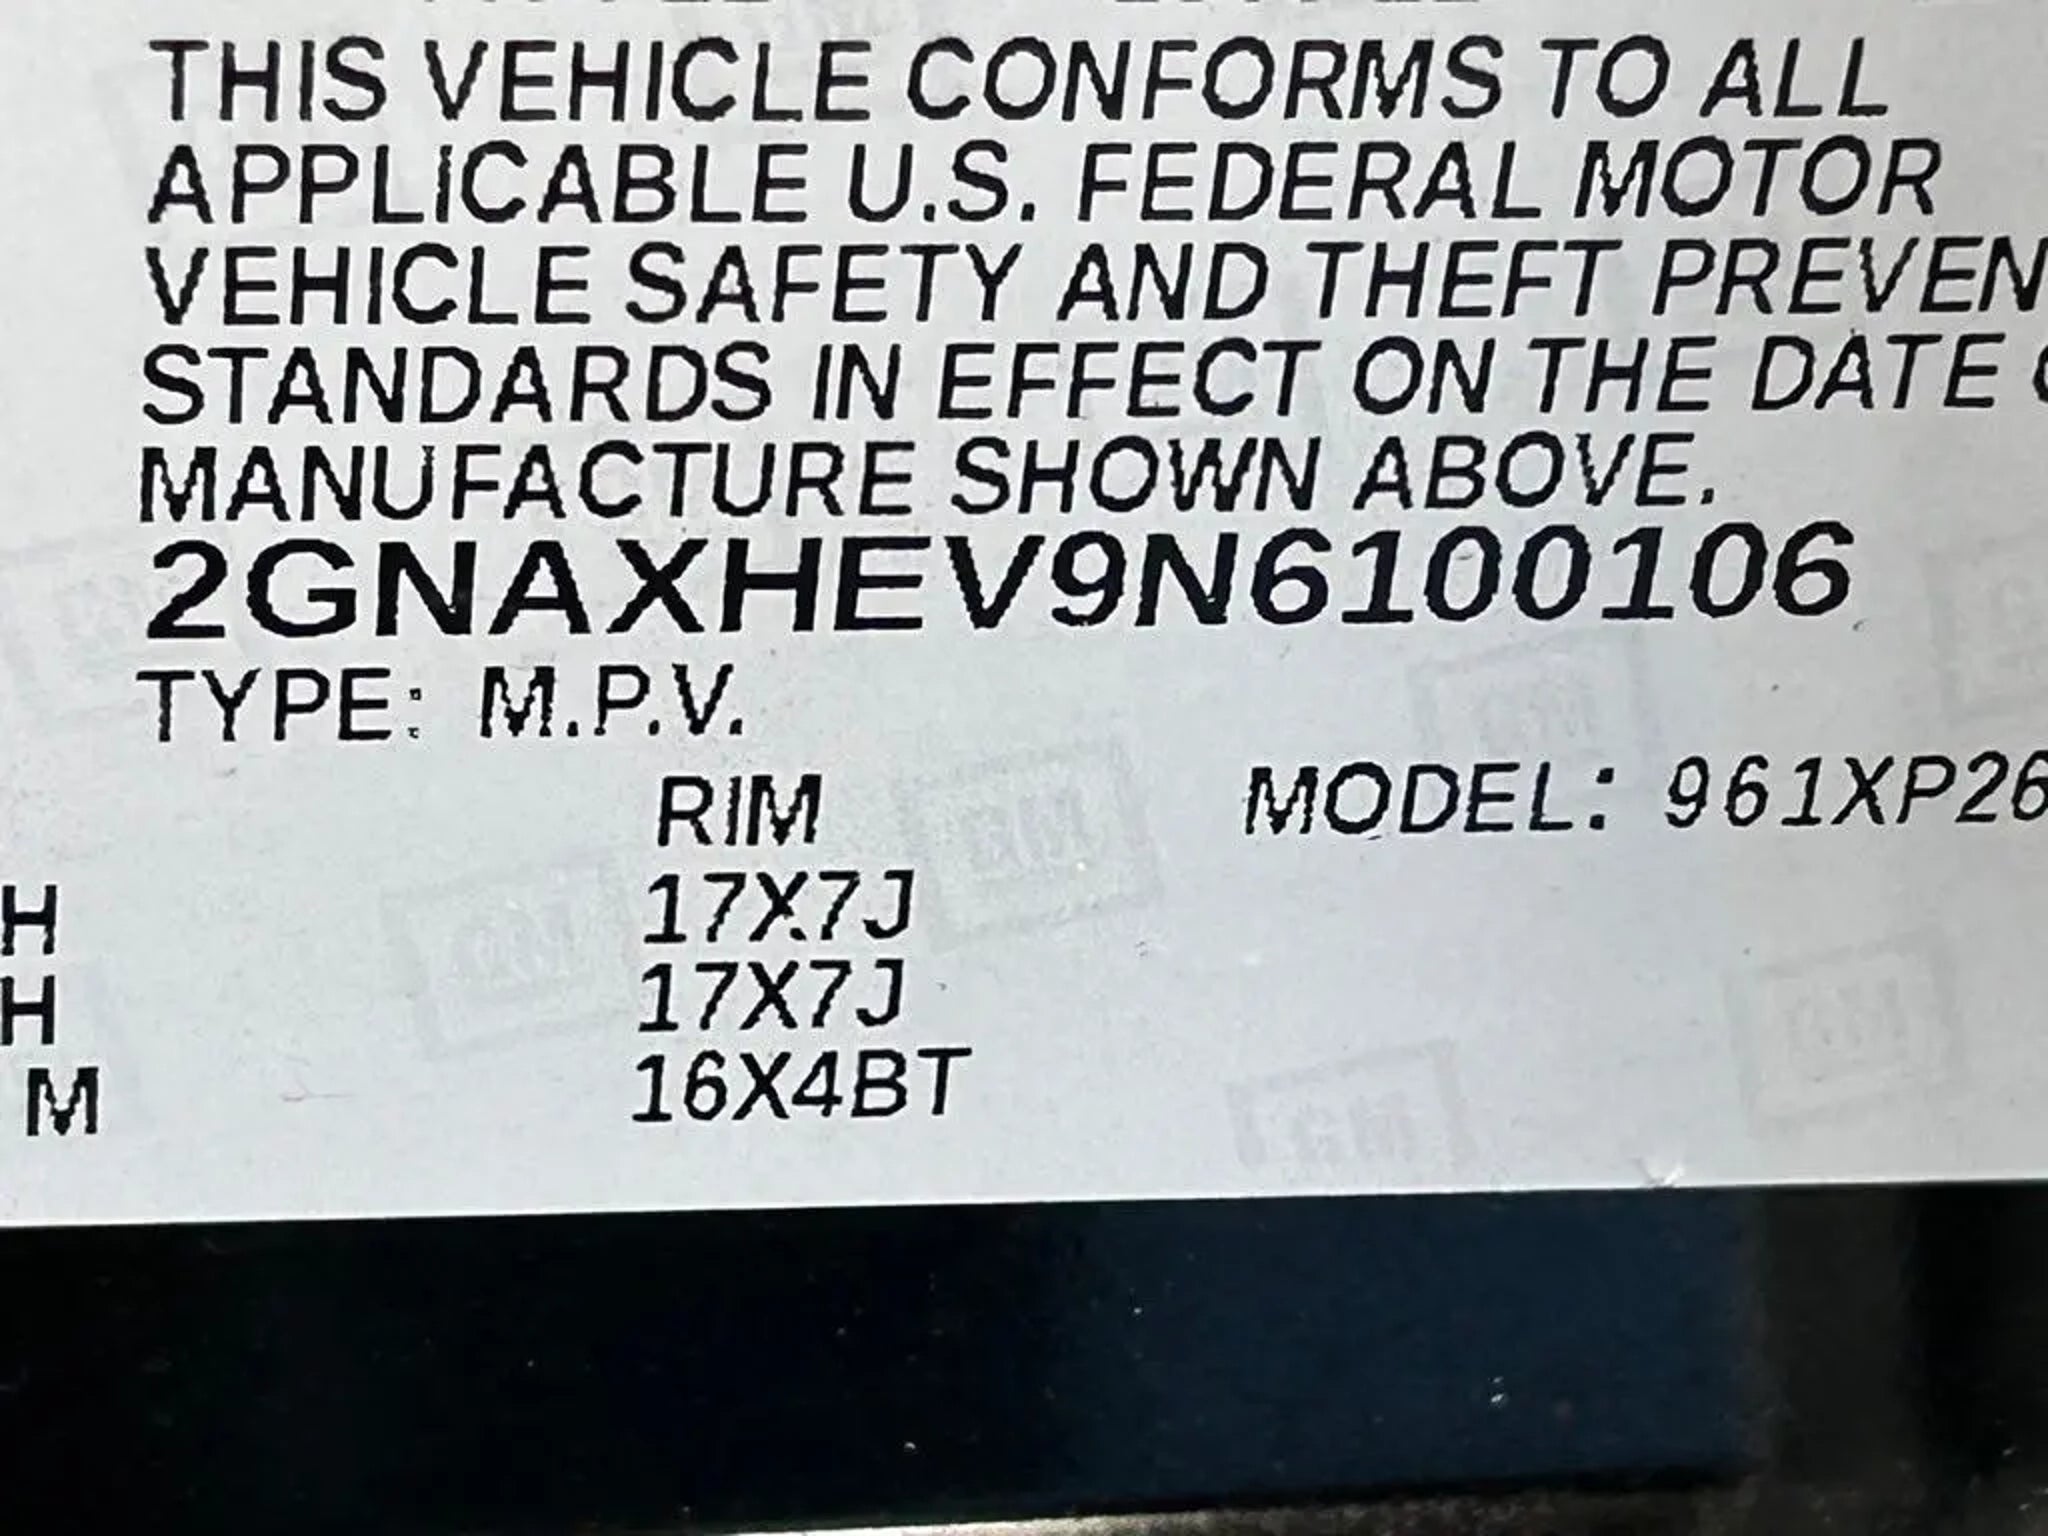 THIS VEHICLE CONFORMS TO ALL
APPLICABLE U.S. FEDERAL MOTOR
VEHICLE SAFETY AND THEFT PREVEN
STANDARDS IN EFFECT ON THE DATE
MANUFACTURE SHOWN ABOVE.
2GNAXHEV9N6100106
TYPE: M.P.V.
RIM MODEL: 961XP26
H 17X7J
H 17X7J
M 16X4BT